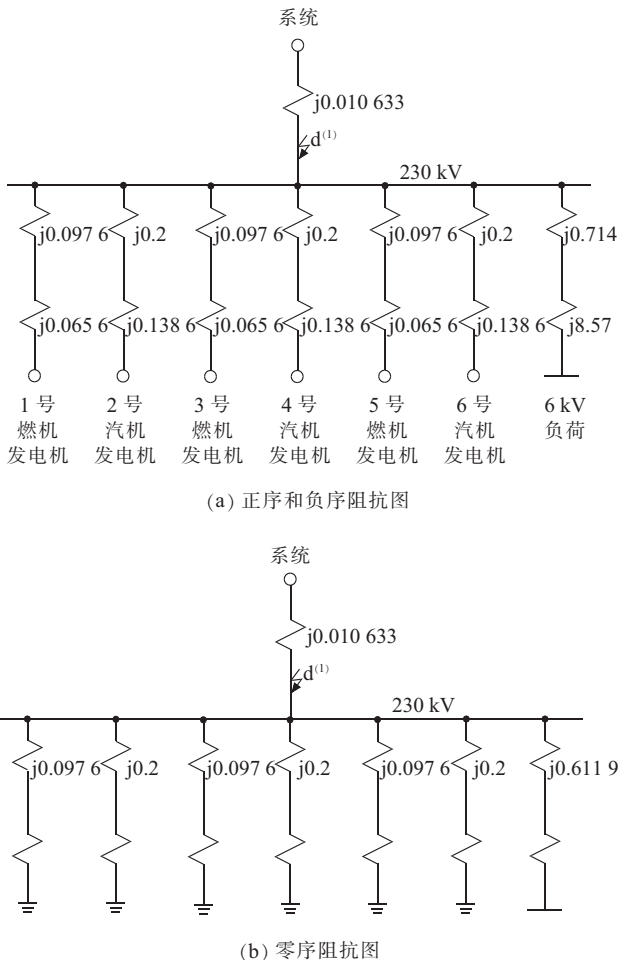 系统
j0.010 633
d⁽¹⁾
230 kV
j0.097 6 j0.2 j0.097 6 j0.2 j0.097 6 j0.2 j0.714
j0.065 6 j0.138 6 j0.065 6 j0.138 6 j0.065 6 j0.138 6 j8.57
1 号 2 号 3 号 4 号 5 号 6 号 6 kV
燃机 汽机 燃机 汽机 燃机 汽机 负荷
发电机 发电机 发电机 发电机 发电机 发电机
(a) 正序和负序阻抗图
系统
j0.010 633
d⁽¹⁾
230 kV
j0.097 6 j0.2 j0.097 6 j0.2 j0.097 6 j0.2 j0.611 9
(b) 零序阻抗图